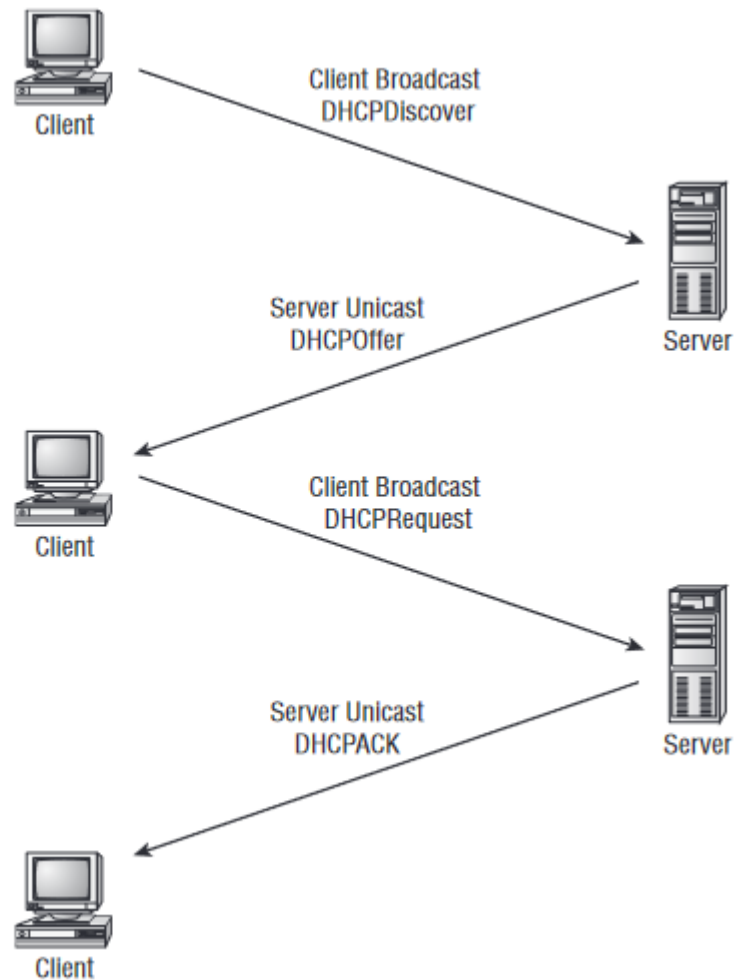 Client
Client Broadcast
DHCPDiscover
Server
Server Unicast
DHCPOffer
Client
Client Broadcast
DHCPRequest
Server
Server Unicast
DHCPACK
Client